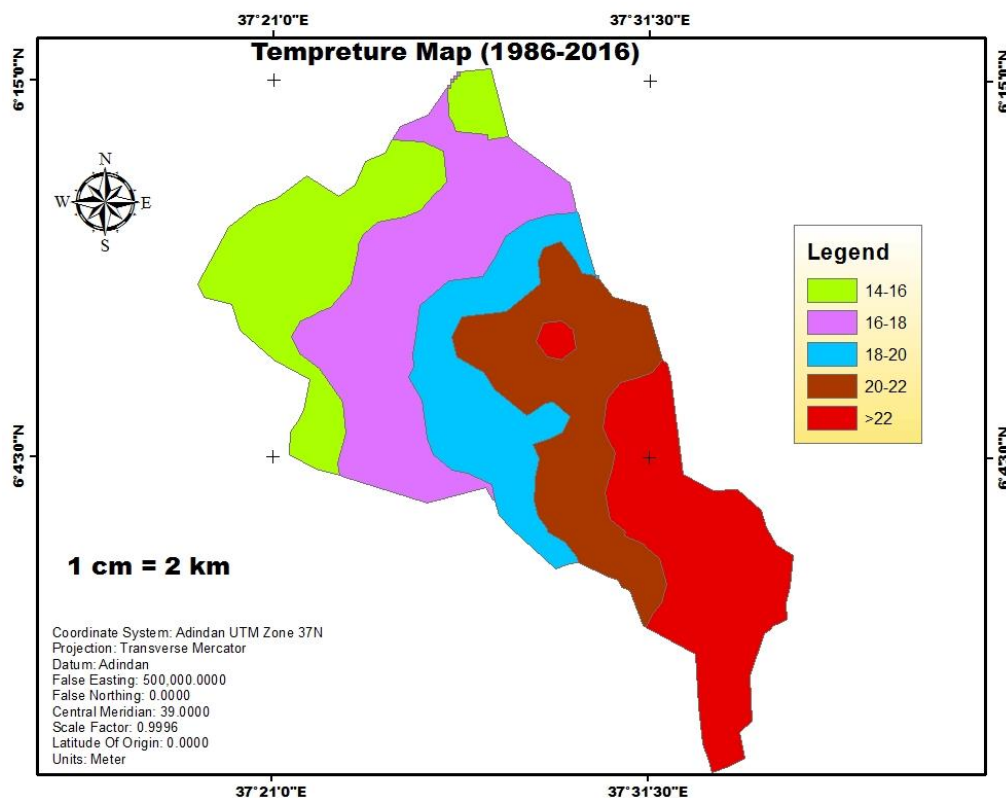 37°21'0"E 37°31'30"E
Tempreture Map (1986-2016)
6°15'0"N 6°15'0"N
N
W E
S
Legend
14-16
16-18
18-20
20-22
>22
6°4'30"N 6°4'30"N
1 cm = 2 km
Coordinate System: Adindan UTM Zone 37N
Projection: Transverse Mercator
Datum: Adindan
False Easting: 500,000.0000
False Northing: 0.0000
Central Meridian: 39.0000
Scale Factor: 0.9996
Latitude Of Origin: 0.0000
Units: Meter
37°21'0"E 37°31'30"E